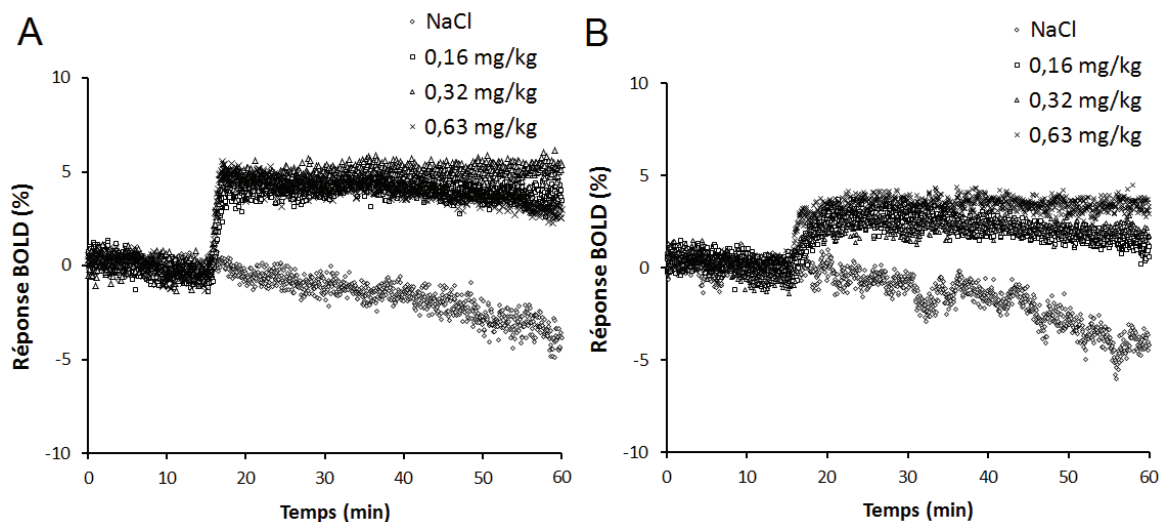 A
NaCl
0,16 mg/kg
0,32 mg/kg
0,63 mg/kg
10
5
0
-5
-10
Réponse BOLD (%)
0 10 20 30 40 50 60
Temps (min)
B
NaCl
0,16 mg/kg
0,32 mg/kg
0,63 mg/kg
10
5
0
-5
-10
Réponse BOLD (%)
0 10 20 30 40 50 60
Temps (min)